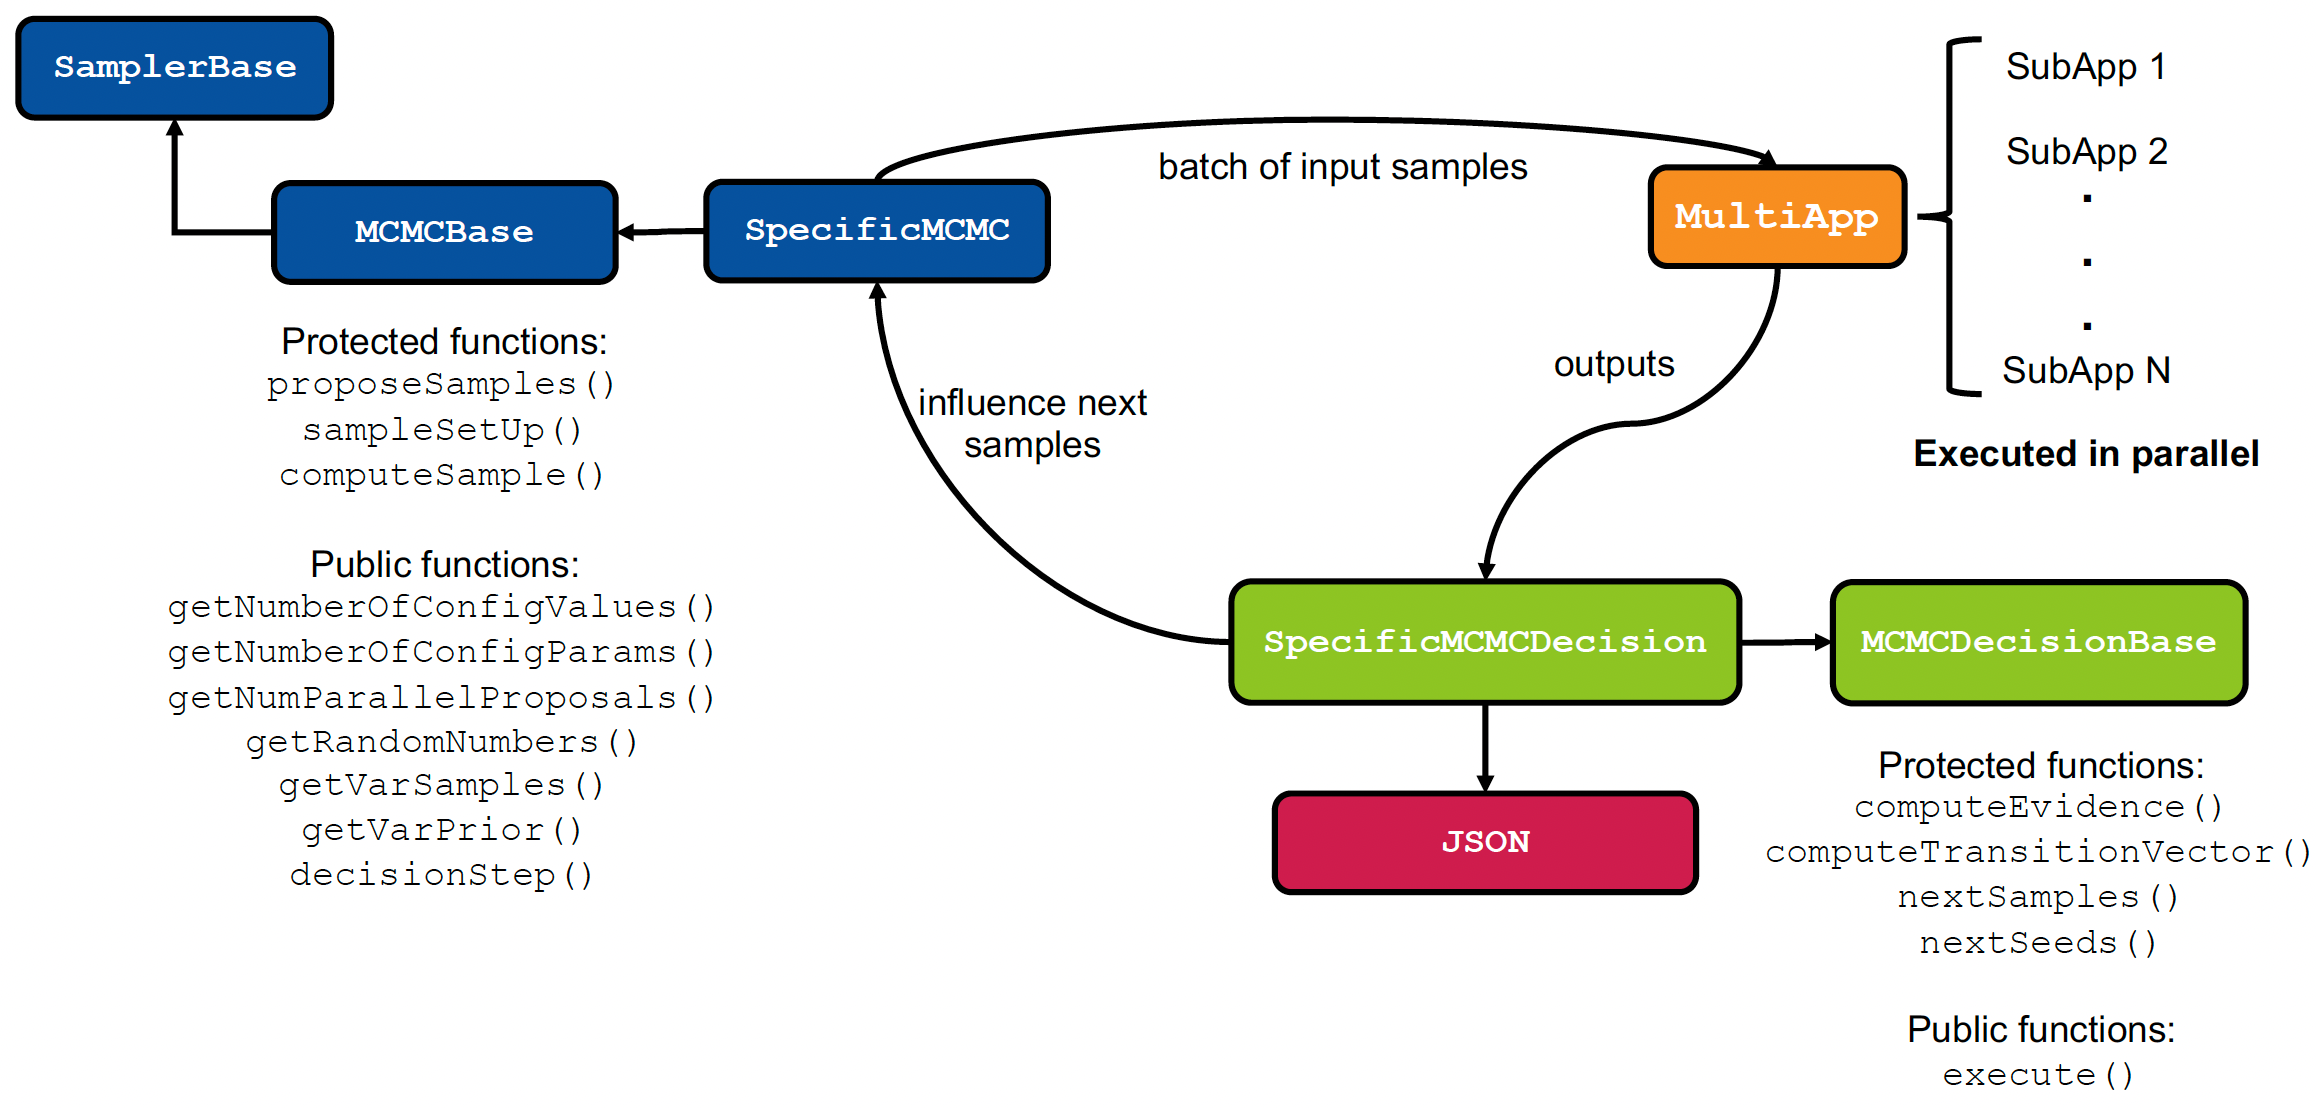 SamplerBase
MCMCBase
SpecificMCMC
batch of input samples
MultiApp
SubApp 1
SubApp 2
.
.
.
SubApp N
Executed in parallel
Protected functions:
proposeSamples()
sampleSetUp()
computeSample()
Public functions:
getNumberOfConfigValues()
getNumberOfConfigParams()
getNumParallelProposals()
getRandomNumbers()
getVarSamples()
getVarPrior()
decisionStep()
influence next
samples
outputs
SpecificMCMCDecision
MCMCDecisionBase
JSON
Protected functions:
computeEvidence()
computeTransitionVector()
nextSamples()
nextSeeds()
Public functions:
execute()